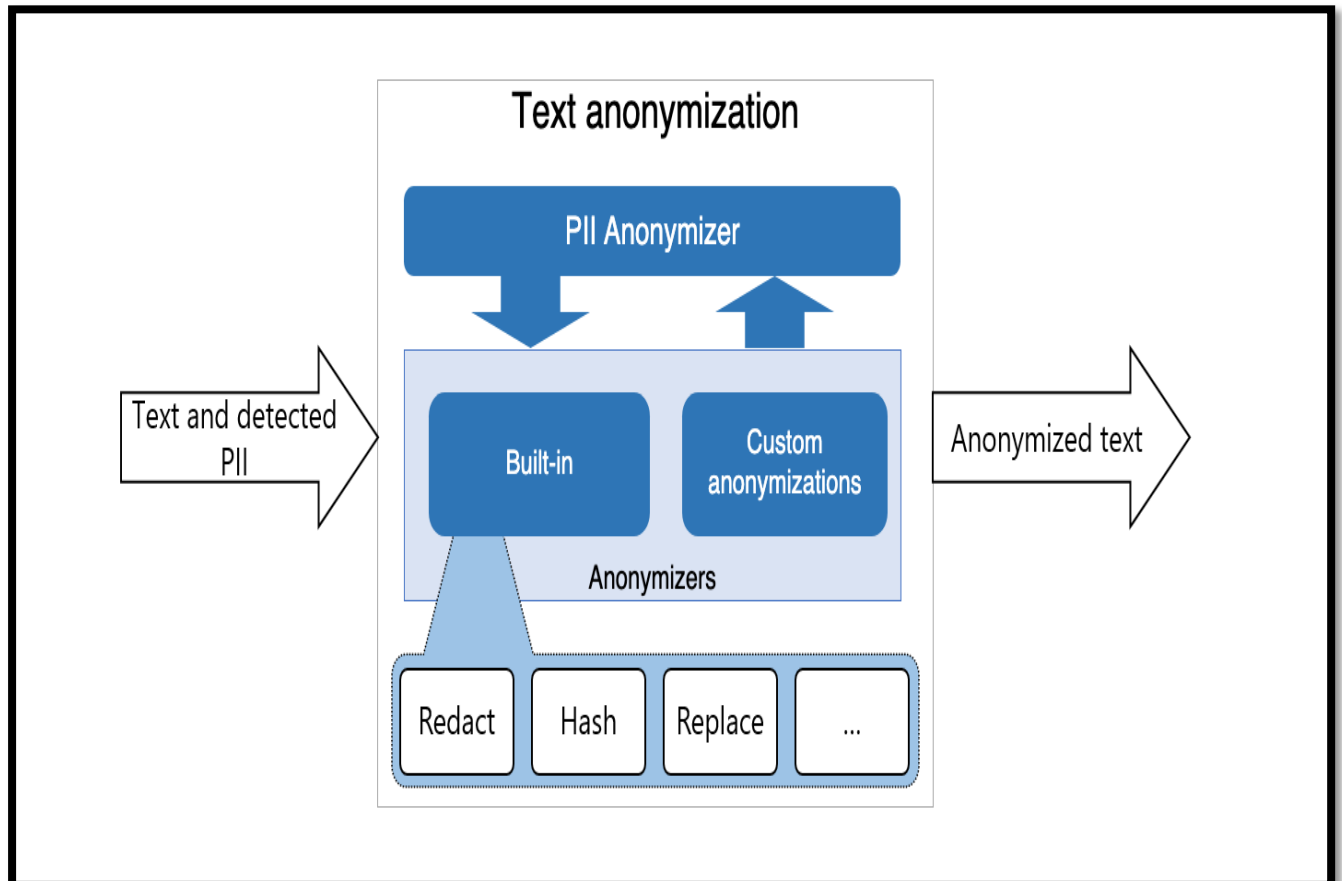 Text anonymization
PII Anonymizer
Text and detected
PII
Built-in
Custom
anonymizations
Anonymized text
Anonymizers
Redact
Hash
Replace
...